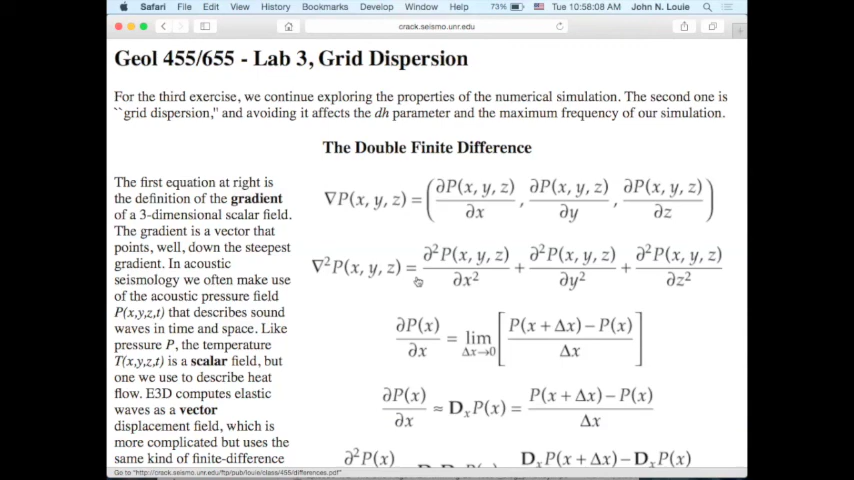 Safari File Edit View History Bookmarks Develop Window Help 73% Tue 10:58:08 AM John N. Louie
crack.seismo.unr.edu
Geol 455/655 - Lab 3, Grid Dispersion
For the third exercise, we continue exploring the properties of the numerical simulation. The second one is
``grid dispersion,'' and avoiding it affects the dh parameter and the maximum frequency of our simulation.
The Double Finite Difference
The first equation at right is
the definition of the gradient
of a 3-dimensional scalar field.
The gradient is a vector that
points, well, down the steepest
gradient. In acoustic
seismology we often make use
of the acoustic pressure field
P(x,y,z,t) that describes sound
waves in time and space. Like
pressure P, the temperature
T(x,y,z,t) is a scalar field, but
one we use to describe heat
flow. E3D computes elastic
waves as a vector
displacement field, which is
more complicated but uses the
same kind of finite-difference
∇P(x, y, z) = (∂P(x, y, z)/∂x, ∂P(x, y, z)/∂y, ∂P(x, y, z)/∂z)
∇²P(x, y, z) = ∂²P(x, y, z)/∂x² + ∂²P(x, y, z)/∂y² + ∂²P(x, y, z)/∂z²
∂P(x)/∂x = lim Δx→0 [P(x + Δx) − P(x)/Δx]
∂P(x)/∂x ≈ DₓP(x) = P(x + Δx) − P(x)/Δx
∂²P(x) DₓP(x + Δx) − DₓP(x)
Go to "http://crack.seismo.unr.edu/ftp/pub/louie/class/455/differences.pdf"